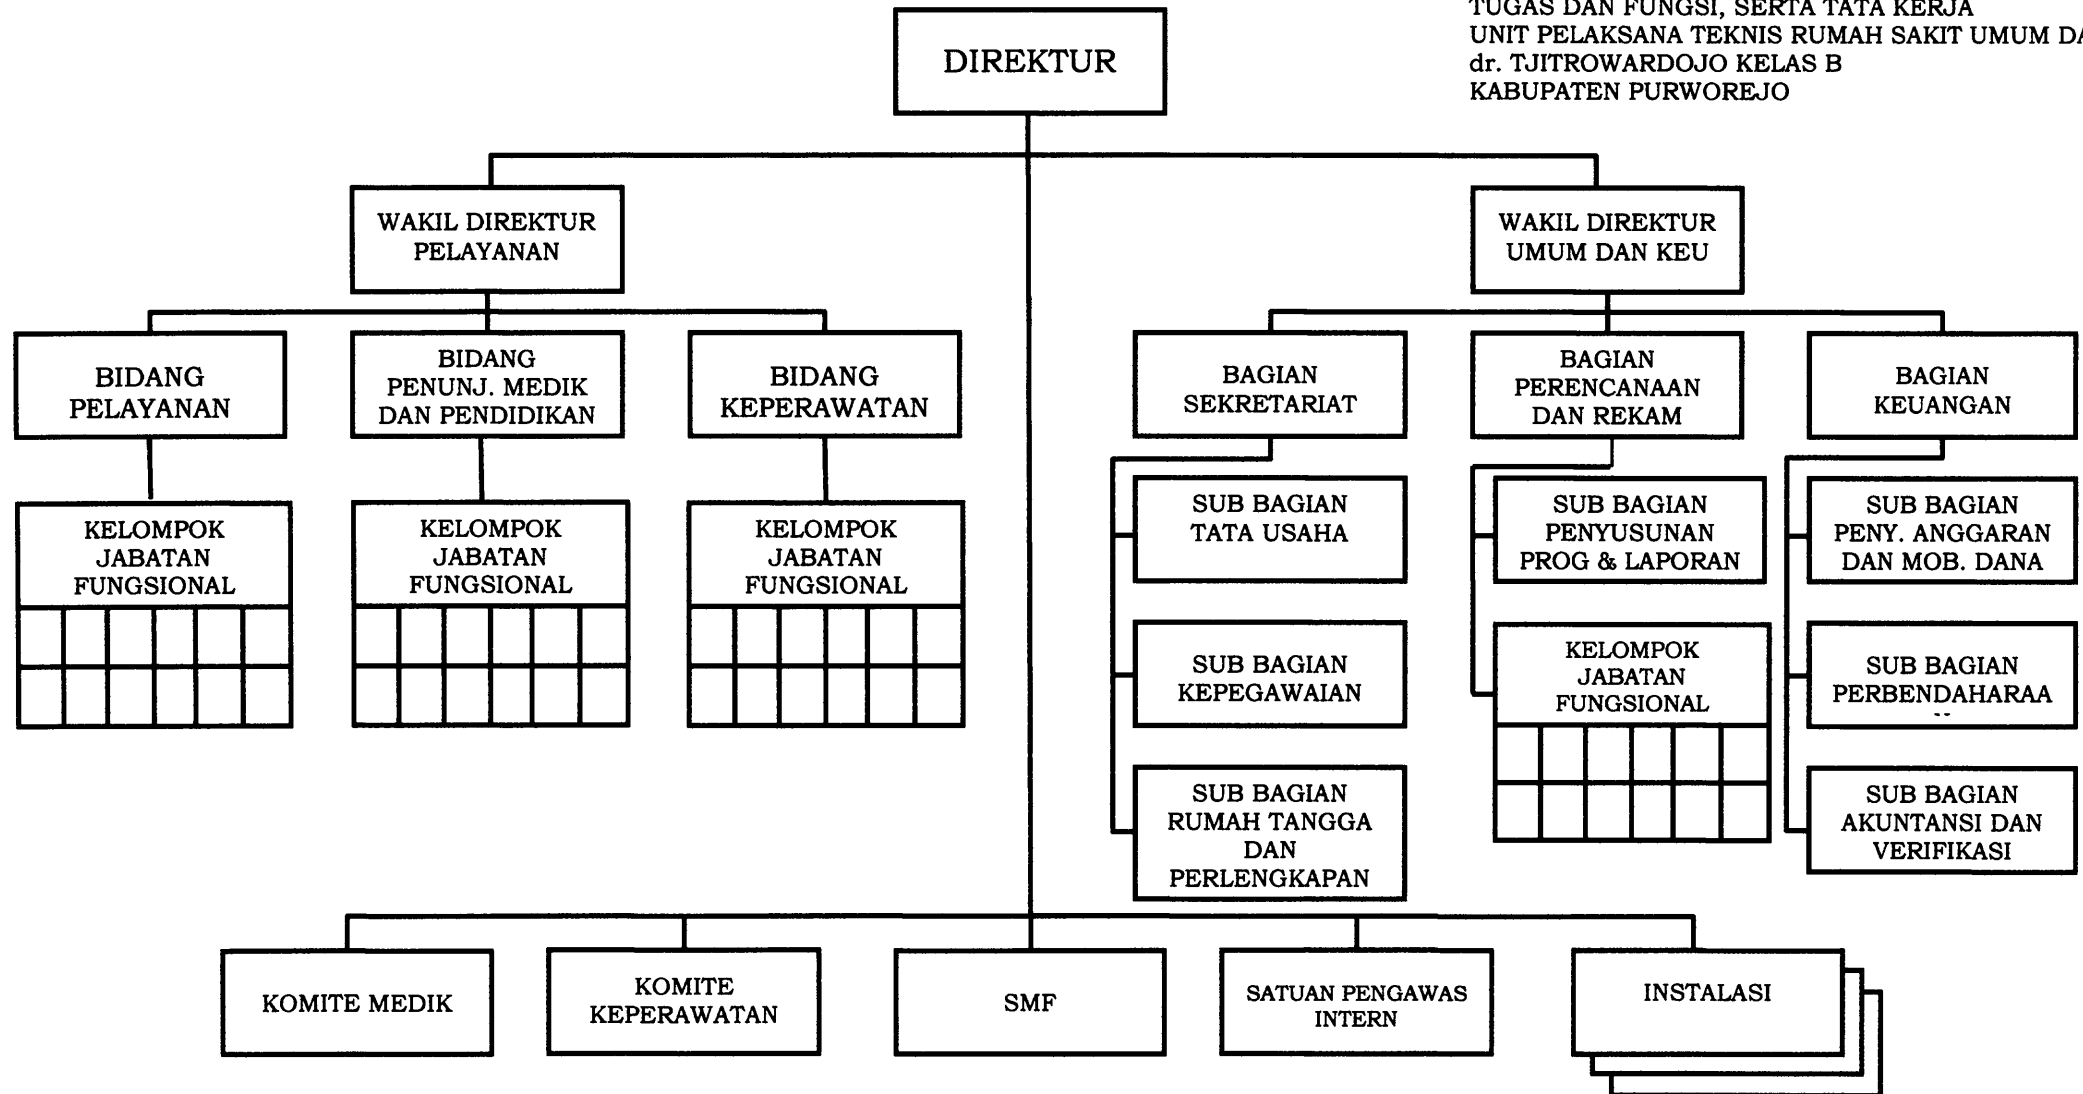 TUGAS DAN FUNGSI, SERTA TATA KERJA
UNIT PELAKSANA TEKNIS RUMAH SAKIT UMUM
dr. TJITROWARDOJO KELAS B
KABUPATEN PURWOREJO
DIREKTUR
WAKIL DIREKTUR
PELAYANAN
WAKIL DIREKTUR
UMUM DAN KEU
BIDANG
PELAYANAN
BIDANG
PENUNJ. MEDIK
DAN PENDIDIKAN
BIDANG
KEPERAWATAN
BAGIAN
SEKRETARIAT
BAGIAN
PERENCANAAN
DAN REKAM
BAGIAN
KEUANGAN
KELOMPOK
JABATAN
FUNGSIONAL
KELOMPOK
JABATAN
FUNGSIONAL
KELOMPOK
JABATAN
FUNGSIONAL
SUB BAGIAN
TATA USAHA
SUB BAGIAN
PENYUSUNAN
PROG & LAPORAN
SUB BAGIAN
PENY. ANGGARAN
DAN MOB. DANA
SUB BAGIAN
KEPEGAWAIAN
KELOMPOK
JABATAN
FUNGSIONAL
SUB BAGIAN
PERBENDAHARAA
SUB BAGIAN
RUMAH TANGGA
DAN
PERLENGKAPAN
SUB BAGIAN
AKUNTANSI DAN
VERIFIKASI
KOMITE MEDIK
KOMITE
KEPERAWATAN
SMF
SATUAN PENGAWAS
INTERN
INSTALASI